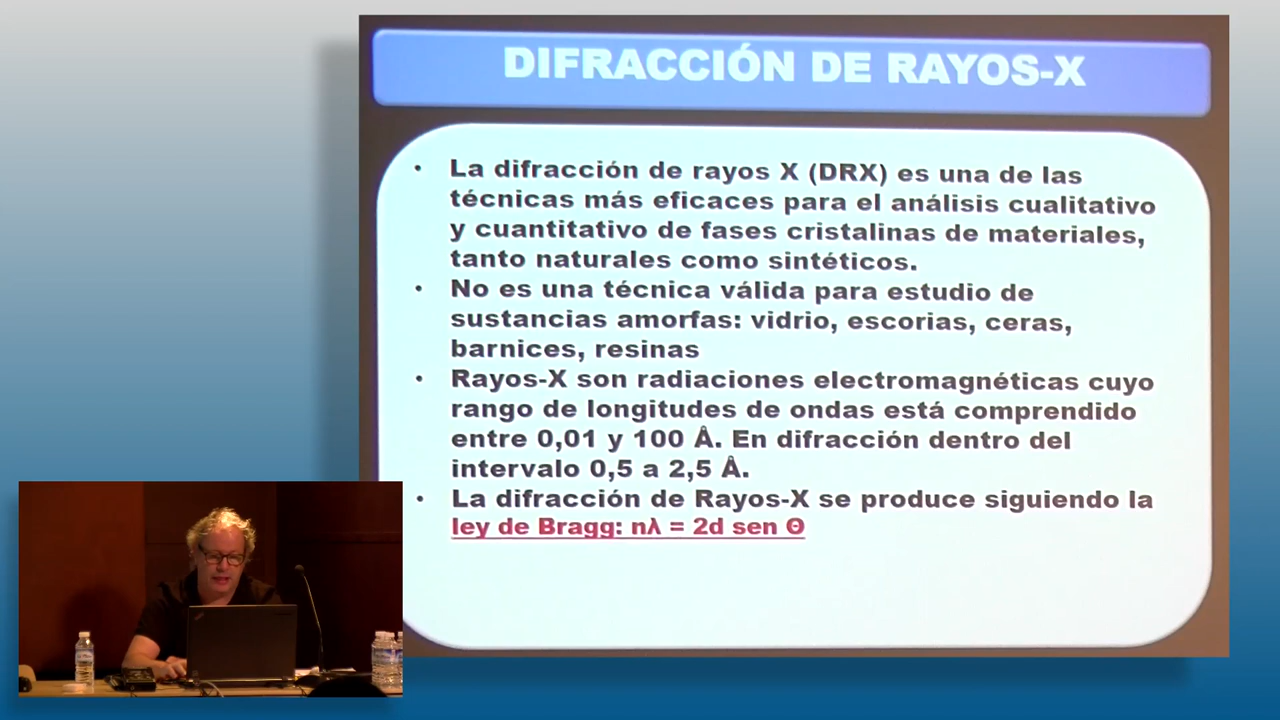 DIFRACCIÓN DE RAYOS-X
• La difracción de rayos X (DRX) es una de las
técnicas más eficaces para el análisis cualitativo
y cuantitativo de fases cristalinas de materiales,
tanto naturales como sintéticos.
• No es una técnica válida para estudio de
sustancias amorfas: vidrio, escorias, ceras,
barnices, resinas
• Rayos-X son radiaciones electromagnéticas cuyo
rango de longitudes de ondas está comprendido
entre 0,01 y 100 Å. En difracción dentro del
intervalo 0,5 a 2,5 Å.
• La difracción de Rayos-X se produce siguiendo la
ley de Bragg: nλ = 2d sen Θ